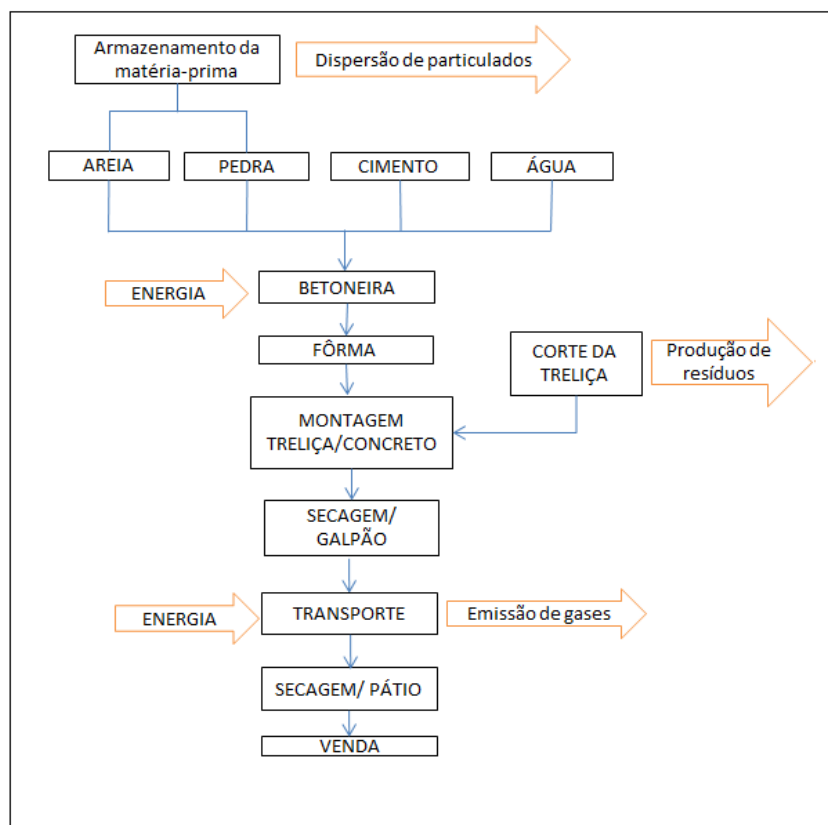 Armazenamento da
matéria-prima
Dispersão de particulados
AREIA
PEDRA
CIMENTO
ÁGUA
ENERGIA
BETONEIRA
FÔRMA
CORTE DA
TRELIÇA
Produção de
resíduos
MONTAGEM
TRELIÇA/CONCRETO
SECAGEM/
GALPÃO
ENERGIA
TRANSPORTE
Emissão de gases
SECAGEM/ PÁTIO
VENDA